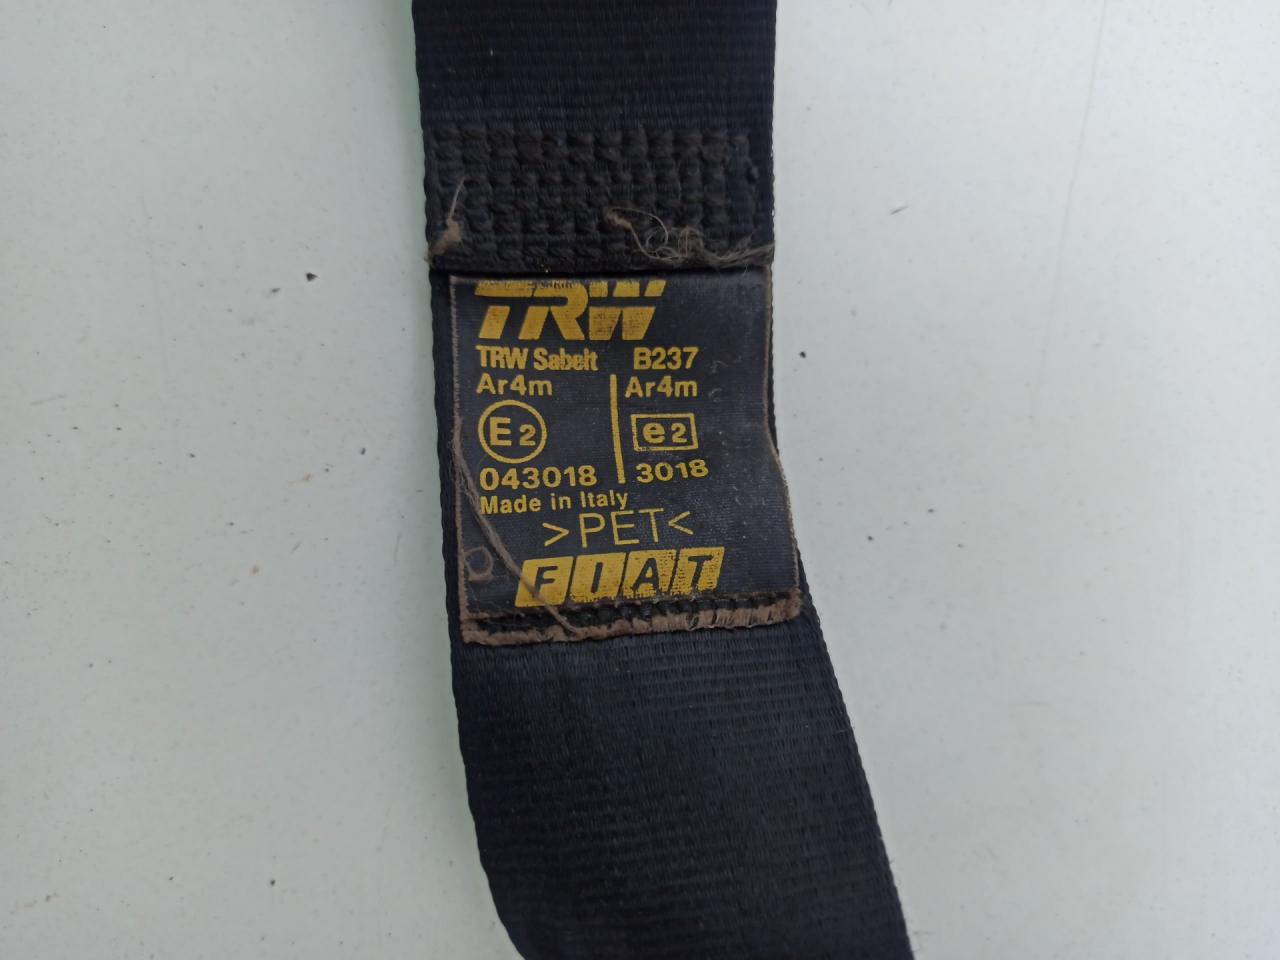 TRW
TRW Sabelt B237
Ar4m Ar4m
E2 e2
043018 3018
Made in Italy
>PET<
FIAT